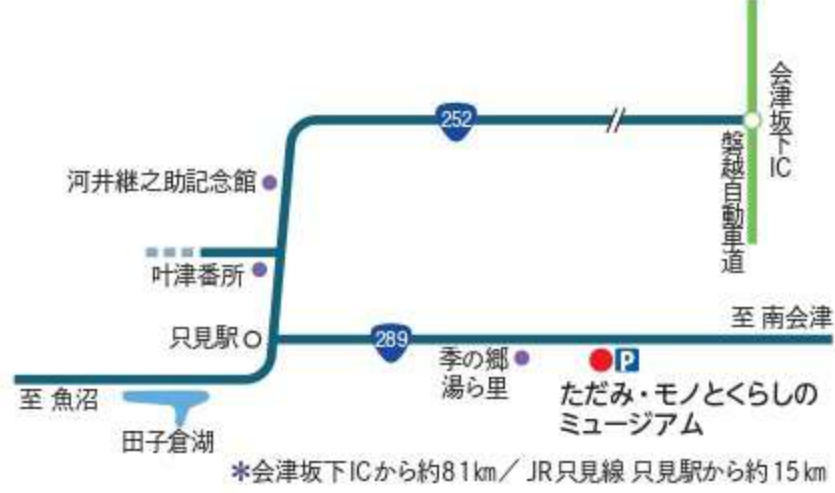 会津坂下IC
252
磐越自動車道
河井継之助記念館
叶津番所
至 南会津
只見駅
289
季の郷
湯ら里
P
ただみ・モノとくらしの
ミュージアム
至 魚沼
田子倉湖
*会津坂下ICから約81km／JR只見線 只見駅から約15km